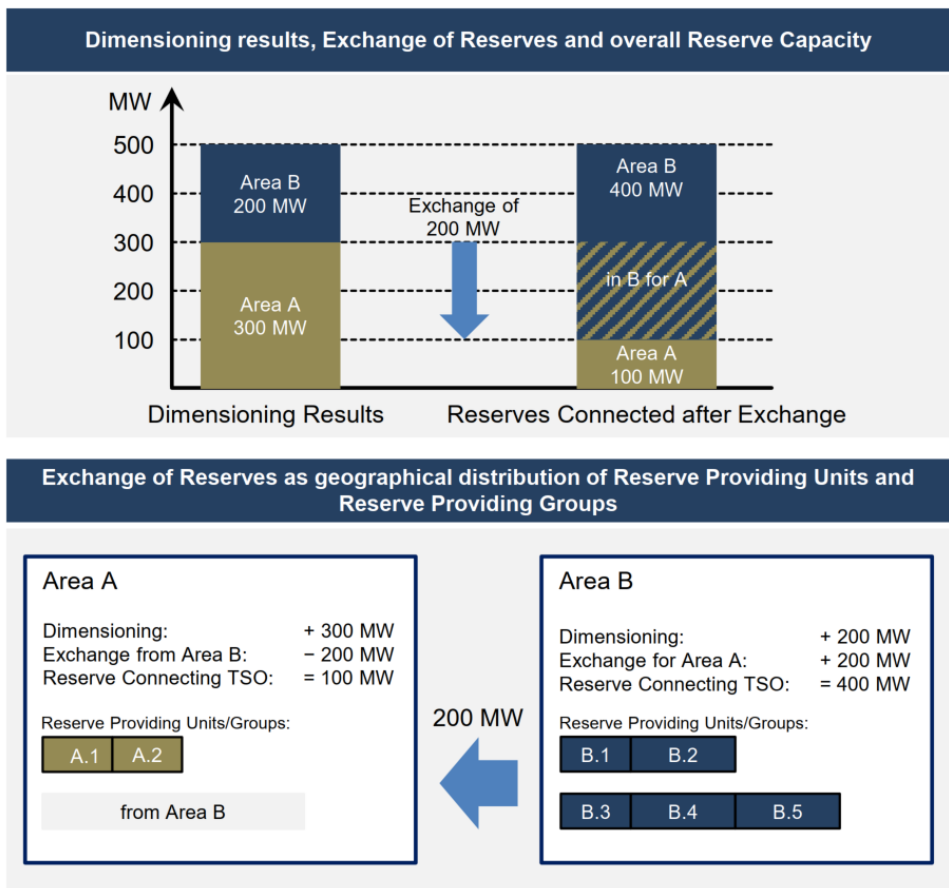 Dimensioning results, Exchange of Reserves and overall Reserve Capacity
MW
500
400
300
200
100
Area B
200 MW
Area A
300 MW
Exchange of
200 MW
Area B
400 MW
in B for A
Area A
100 MW
Dimensioning Results
Reserves Connected after Exchange
Exchange of Reserves as geographical distribution of Reserve Providing Units and
Reserve Providing Groups
Area A
Dimensioning: + 300 MW
Exchange from Area B: − 200 MW
Reserve Connecting TSO: = 100 MW
Reserve Providing Units/Groups:
A.1 A.2
from Area B
200 MW
Area B
Dimensioning: + 200 MW
Exchange for Area A: + 200 MW
Reserve Connecting TSO: = 400 MW
Reserve Providing Units/Groups:
B.1 B.2
B.3 B.4 B.5